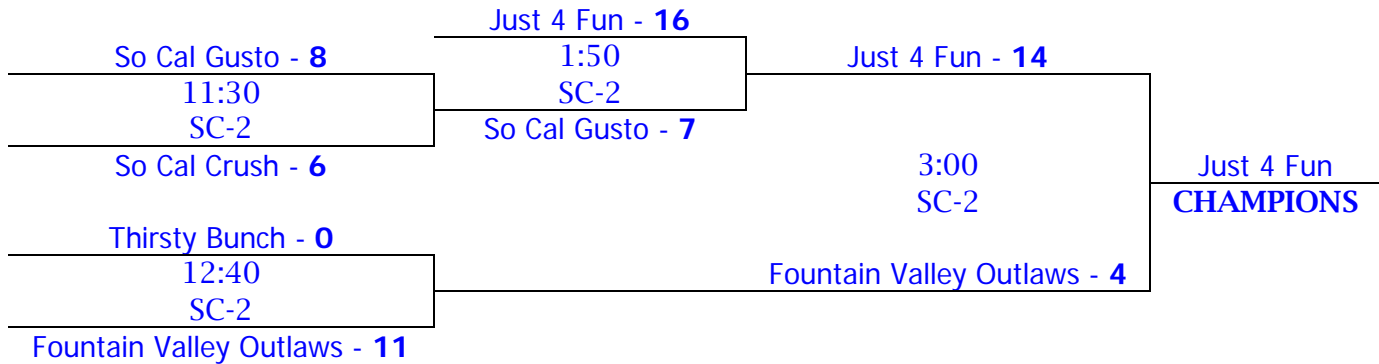 Just 4 Fun - 16
So Cal Gusto - 8
1:50
Just 4 Fun - 14
11:30
SC-2
SC-2
So Cal Gusto - 7
So Cal Crush - 6
3:00
Just 4 Fun
SC-2
CHAMPIONS
Thirsty Bunch - 0
12:40
Fountain Valley Outlaws - 4
SC-2
Fountain Valley Outlaws - 11